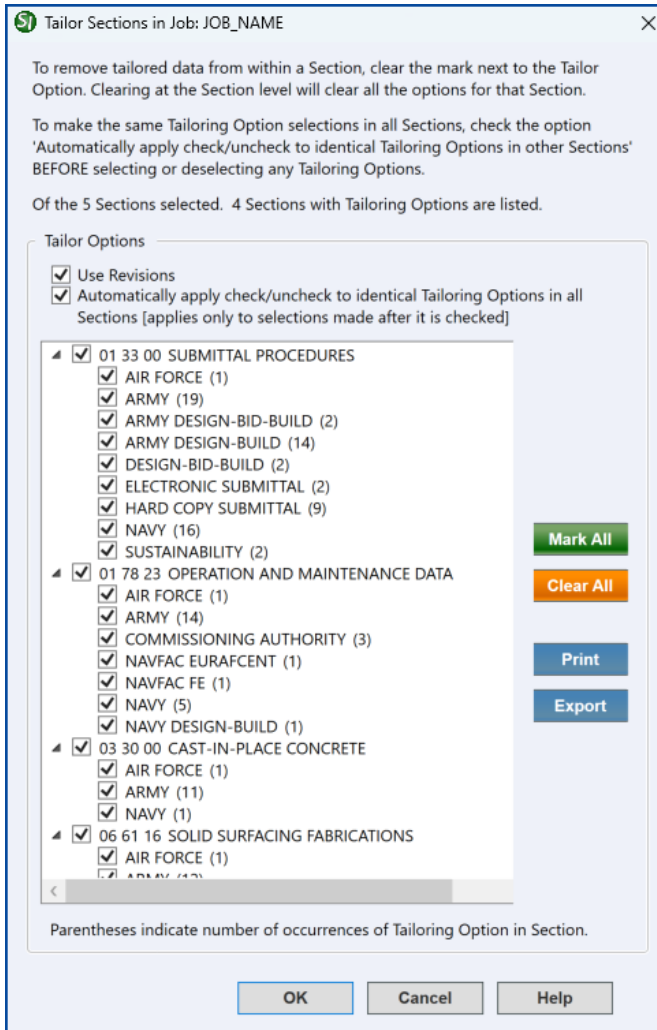 SI Tailor Sections in Job: JOB_NAME
To remove tailored data from within a Section, clear the mark next to the Tailor
Option. Clearing at the Section level will clear all the options for that Section.
To make the same Tailoring Option selections in all Sections, check the option
'Automatically apply check/uncheck to identical Tailoring Options in other Sections'
BEFORE selecting or deselecting any Tailoring Options.
Of the 5 Sections selected.  4 Sections with Tailoring Options are listed.
Tailor Options
Use Revisions
Automatically apply check/uncheck to identical Tailoring Options in all
Sections [applies only to selections made after it is checked]
01 33 00 SUBMITTAL PROCEDURES
AIR FORCE (1)
ARMY (19)
ARMY DESIGN-BID-BUILD (2)
ARMY DESIGN-BUILD (14)
DESIGN-BID-BUILD (2)
ELECTRONIC SUBMITTAL (2)
HARD COPY SUBMITTAL (9)
NAVY (16)
SUSTAINABILITY (2)
01 78 23 OPERATION AND MAINTENANCE DATA
AIR FORCE (1)
ARMY (14)
COMMISSIONING AUTHORITY (3)
NAVFAC EURAFCENT (1)
NAVFAC FE (1)
NAVY (5)
NAVY DESIGN-BUILD (1)
03 30 00 CAST-IN-PLACE CONCRETE
AIR FORCE (1)
ARMY (11)
NAVY (1)
06 61 16 SOLID SURFACING FABRICATIONS
AIR FORCE (1)
Mark All
Clear All
Print
Export
Parentheses indicate number of occurrences of Tailoring Option in Section.
OK
Cancel
Help